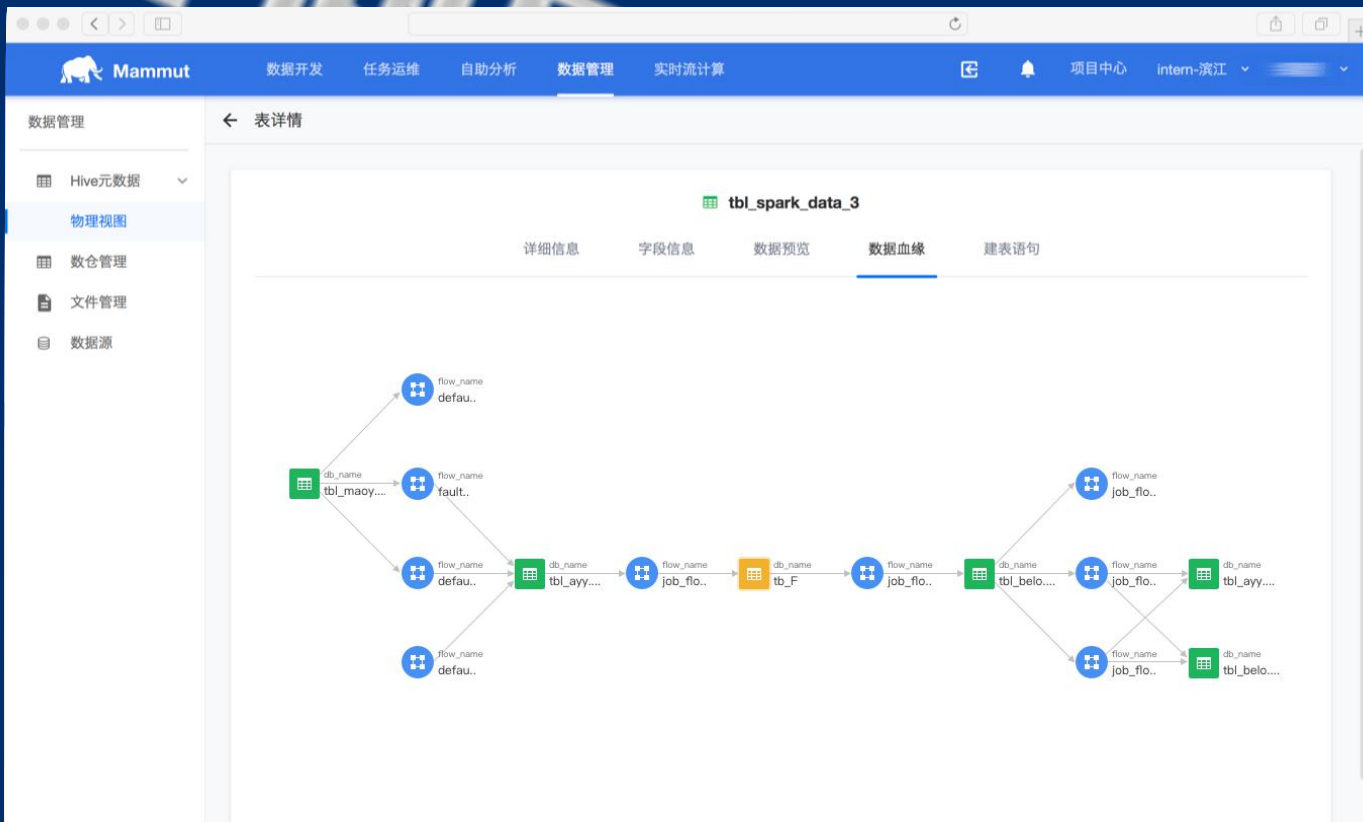 Mammut
数据开发 任务运维 自助分析 数据管理 实时流计算 项目中心 intern-滨江
数据管理
表详情
Hive元数据
物理视图
数仓管理
文件管理
数据源
tbl_spark_data_3
详细信息 字段信息 数据预览 数据血缘 建表语句
flow_name
defau..
db_name
tbl_maoy....
flow_name
fault..
flow_name
job_flo..
flow_name
defau..
db_name
tbl_ayy....
flow_name
job_flo..
db_name
tb_F
flow_name
job_flo..
db_name
tbl_belo....
flow_name
job_flo..
db_name
tbl_ayy....
flow_name
defau..
flow_name
job_flo..
db_name
tbl_belo....